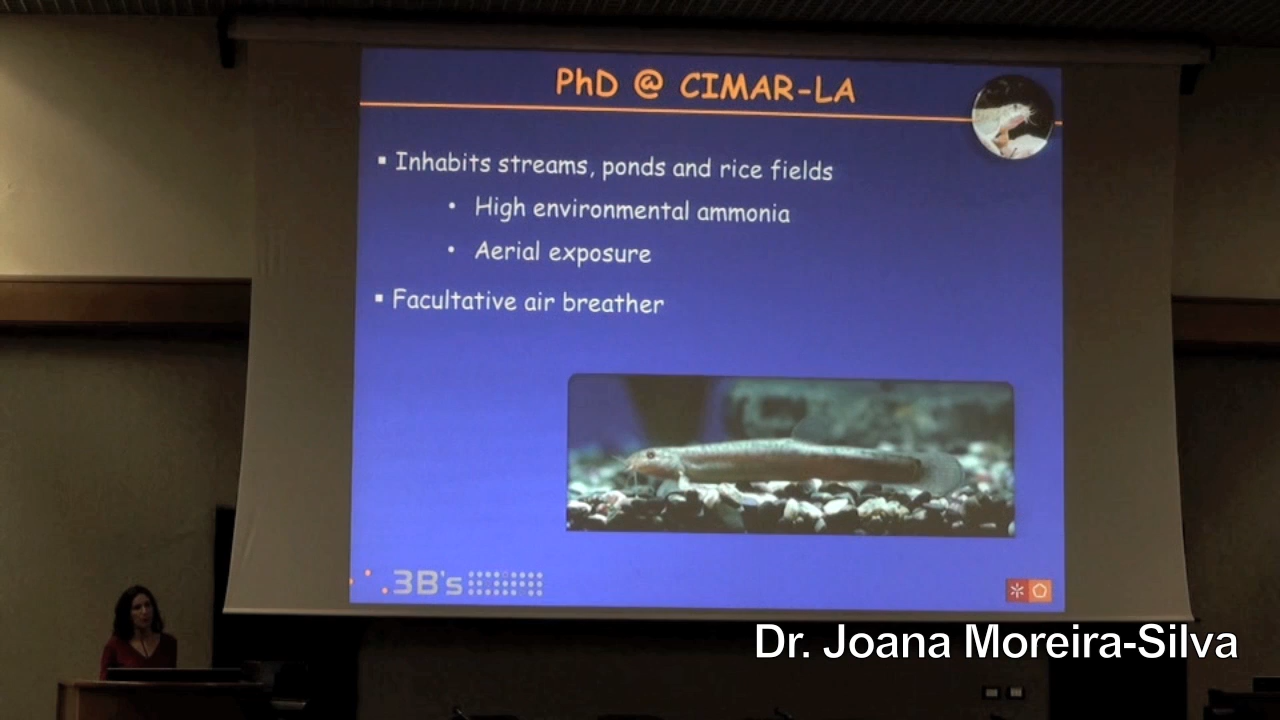 PhD @ CIMAR-LA
▪ Inhabits streams, ponds and rice fields
• High environmental ammonia
• Aerial exposure
▪ Facultative air breather
3B's
Dr. Joana Moreira-Silva